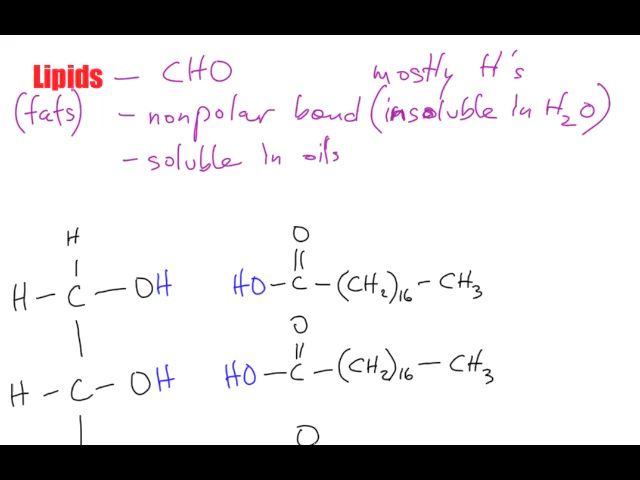 Lipids – CHO mostly H's
(fats) – nonpolar bond (insoluble in H₂O)
– soluble in oils
H O
H – C – OH HO – C – (CH₂)₁₆ – CH₃
O
H – C – OH HO – C – (CH₂)₁₆ – CH₃
O